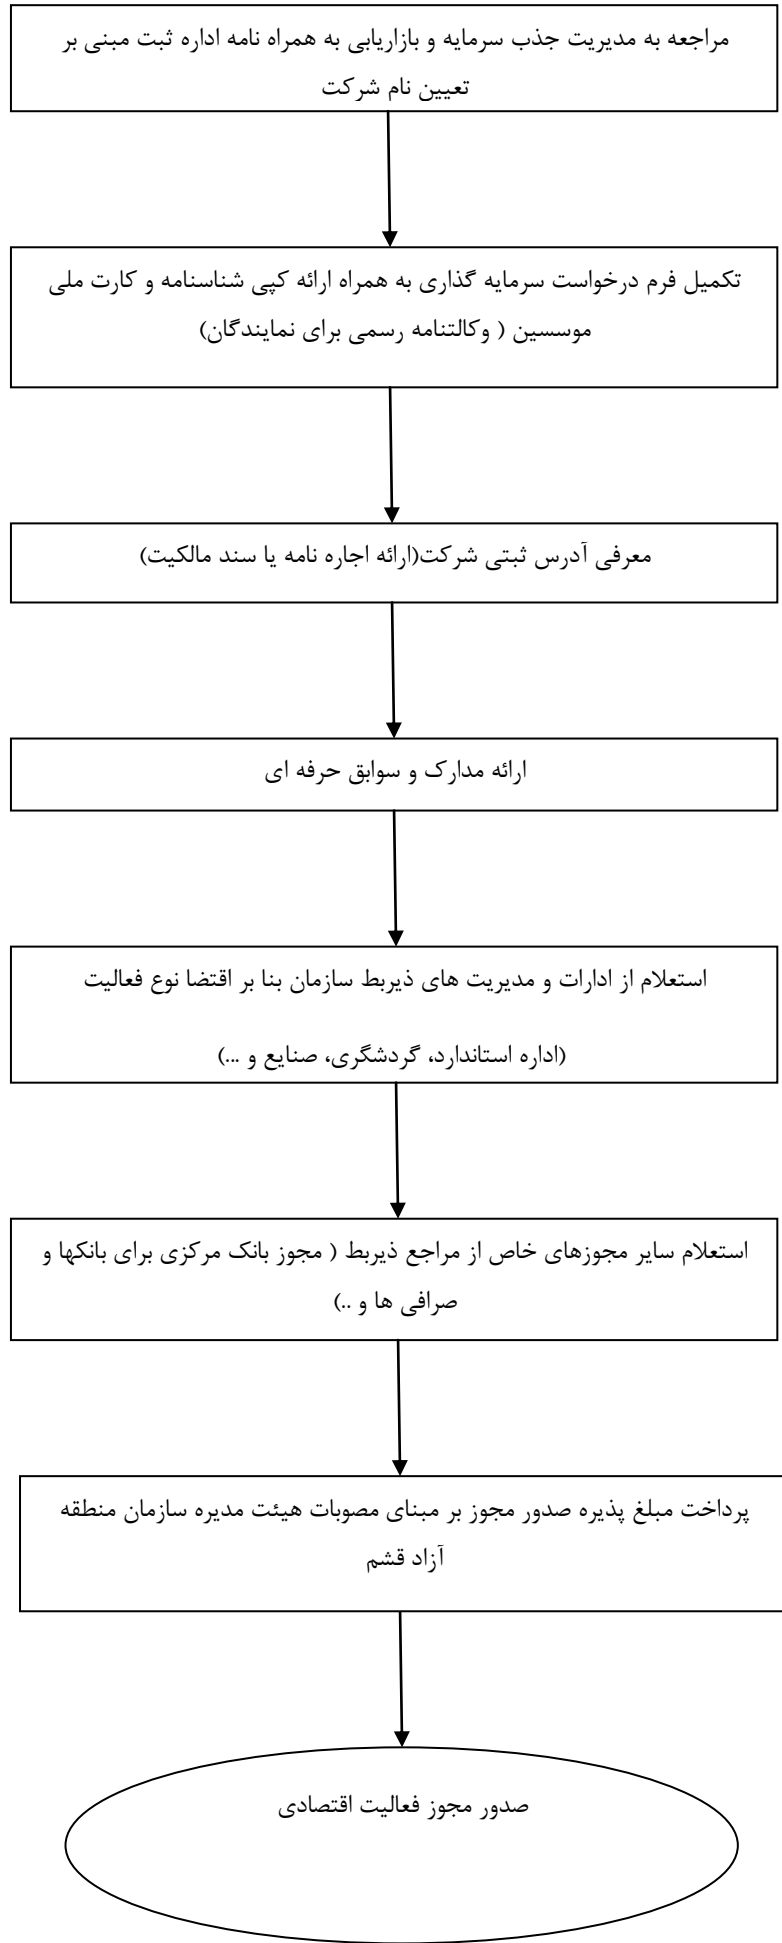 مراجعه به مدیریت جذب سرمایه و بازاریابی به همراه نامه اداره ثبت مبنی بر
تعیین نام شرکت
تکمیل فرم درخواست سرمایه گذاری به همراه ارائه کپی شناسنامه و کارت ملی
موسسین ( وکالتنامه رسمی برای نمایندگان)
معرفی آدرس ثبتی شرکت(ارائه اجاره نامه یا سند مالکیت)
ارائه مدارک و سوابق حرفه ای
استعلام از ادارات و مدیریت های ذیربط سازمان بنا بر اقتضا نوع فعالیت
(اداره استاندارد، گردشگری، صنایع و ...)
استعلام سایر مجوزهای خاص از مراجع ذیربط ( مجوز بانک مرکزی برای بانکها و
صرافی ها و ..)
پرداخت مبلغ پذیره صدور مجوز بر مبنای مصوبات هیئت مدیره سازمان منطقه
آزاد قشم
صدور مجوز فعالیت اقتصادی